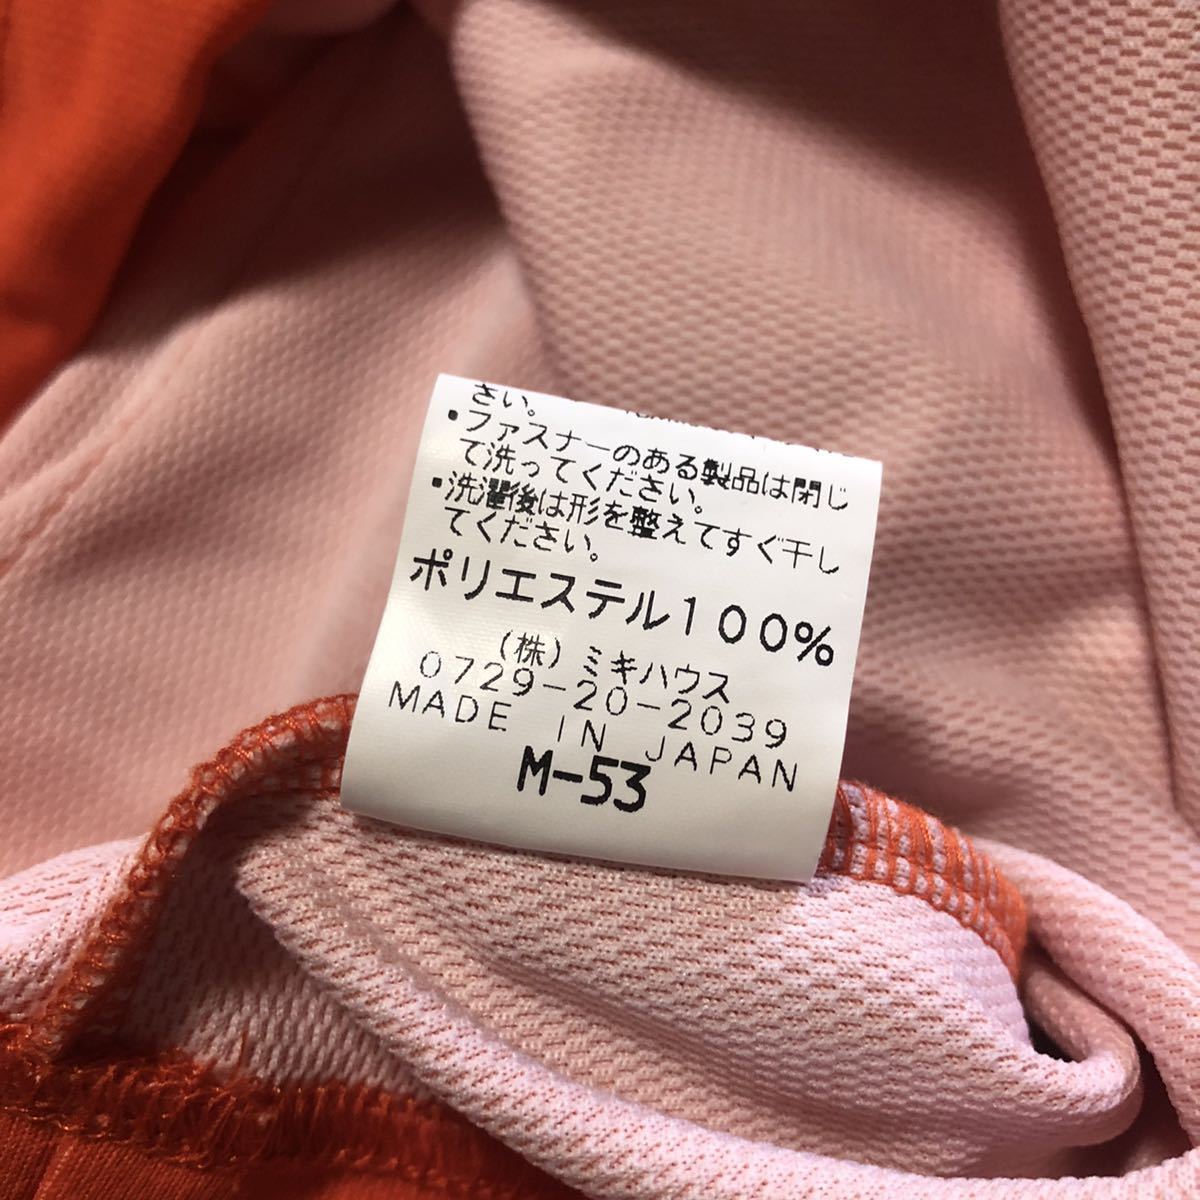 さい。
・ファスナーのある製品は閉じ
て洗ってください。
・洗濯後は形を整えてすぐ干し
てください。
ポリエステル100%
(株)ミキハウス
0729-20-2039
MADE IN JAPAN
M-53